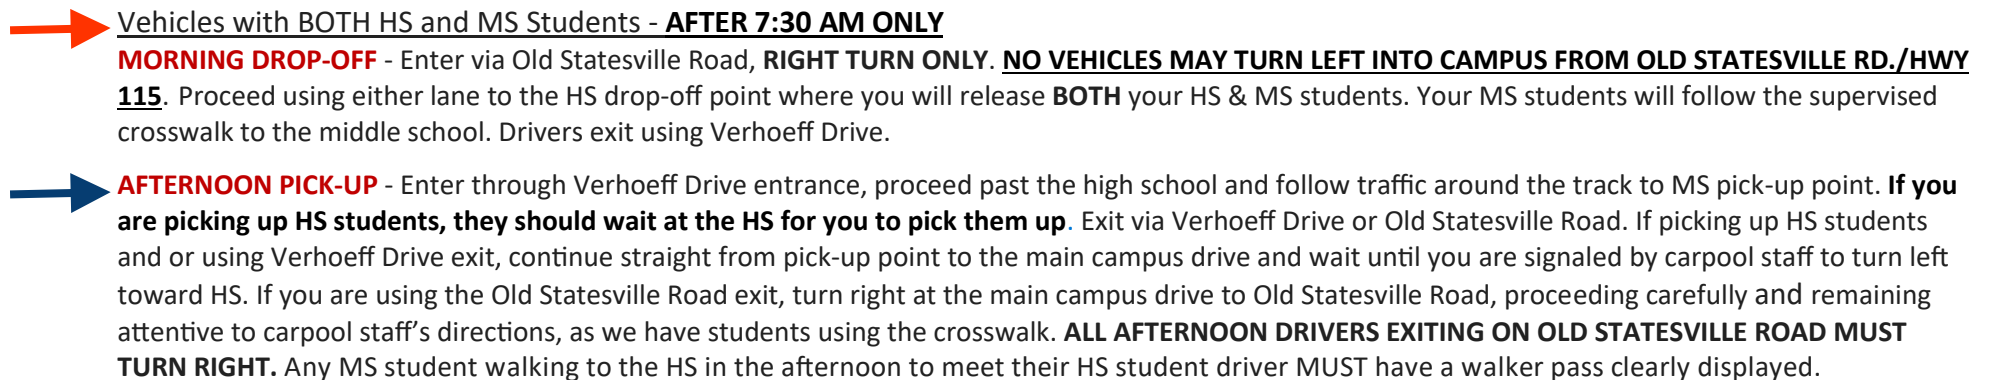 Vehicles with BOTH HS and MS Students - AFTER 7:30 AM ONLY
MORNING DROP-OFF - Enter via Old Statesville Road, RIGHT TURN ONLY. NO VEHICLES MAY TURN LEFT INTO CAMPUS FROM OLD STATESVILLE RD./HWY
115. Proceed using either lane to the HS drop-off point where you will release BOTH your HS & MS students. Your MS students will follow the supervised
crosswalk to the middle school. Drivers exit using Verhoeff Drive.
AFTERNOON PICK-UP - Enter through Verhoeff Drive entrance, proceed past the high school and follow traffic around the track to MS pick-up point. If you
are picking up HS students, they should wait at the HS for you to pick them up. Exit via Verhoeff Drive or Old Statesville Road. If picking up HS students
and or using Verhoeff Drive exit, continue straight from pick-up point to the main campus drive and wait until you are signaled by carpool staff to turn left
toward HS. If you are using the Old Statesville Road exit, turn right at the main campus drive to Old Statesville Road, proceeding carefully and remaining
attentive to carpool staff's directions, as we have students using the crosswalk. ALL AFTERNOON DRIVERS EXITING ON OLD STATESVILLE ROAD MUST
TURN RIGHT. Any MS student walking to the HS in the afternoon to meet their HS student driver MUST have a walker pass clearly displayed.